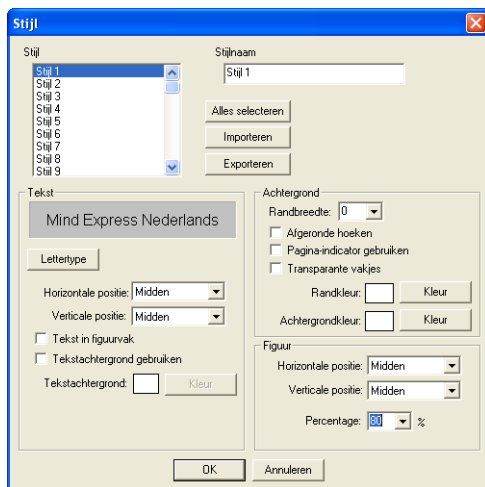 Stijl
Stijl
Stijl 1
Stijl 2
Stijl 3
Stijl 4
Stijl 5
Stijl 6
Stijl 7
Stijl 8
Stijl 9
Stijlnaam
Stijl 1
Alles selecteren
Importeren
Exporteren
Tekst
Mind Express Nederlands
Lettertype
Horizontale positie: Midden
Verticale positie: Midden
Tekst in figuurvak
Tekstachtergrond gebruiken
Tekstachtergrond: Kleur
Achtergrond
Randbreedte: 0
Afgeronde hoeken
Pagina-indicator gebruiken
Transparante vakjes
Randkleur: Kleur
Achtergrondkleur: Kleur
Figuur
Horizontale positie: Midden
Verticale positie: Midden
Percentage: 80 %
OK Annuleren